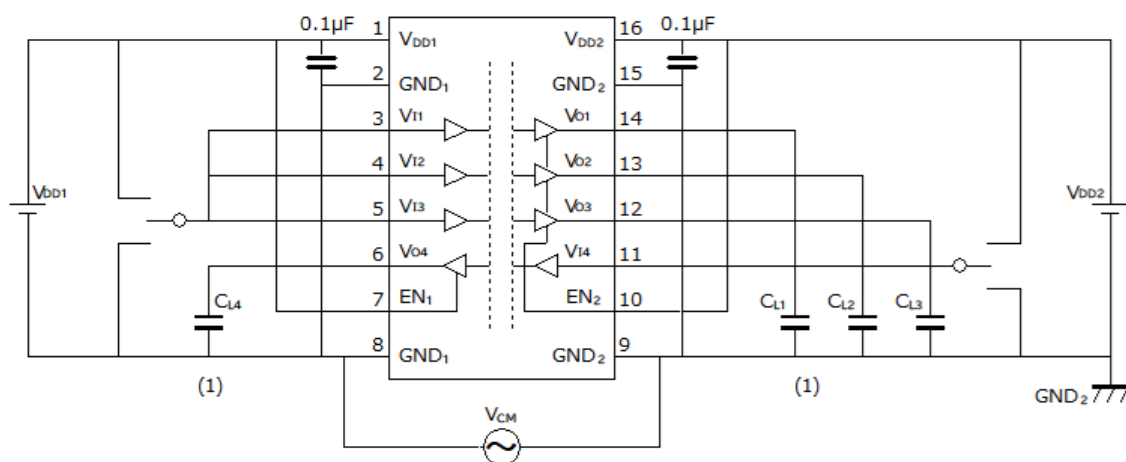 0.1μF 1 16 0.1μF
VDD1 VDD2
2 15
GND1 GND2
3 VI1 VO1 14
4 VI2 VO2 13
VDD1 5 VI3 VO3 12 VDD2
6 VO4 VI4 11
CL4 7 EN1 EN2 10 CL1 CL2 CL3
8 GND1 GND2 9
(1) (1)
GND2
VCM